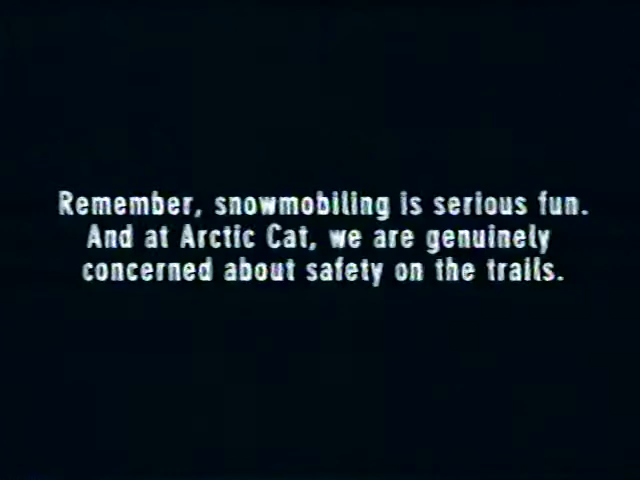 Remember, snowmobiling is serious fun.
And at Arctic Cat, we are genuinely
concerned about safety on the trails.